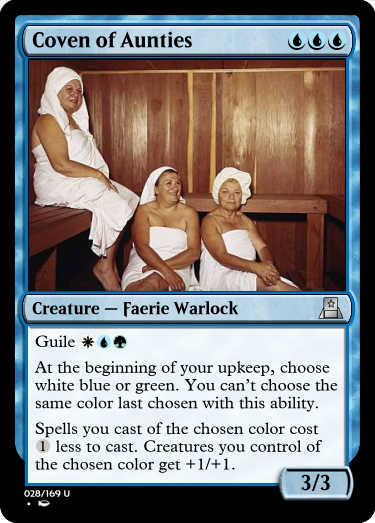 Coven of Aunties
Creature — Faerie Warlock
Guile
At the beginning of your upkeep, choose
white blue or green. You can't choose the
same color last chosen with this ability.
Spells you cast of the chosen color cost
1 less to cast. Creatures you control of
the chosen color get +1/+1.
3/3
028/169 U